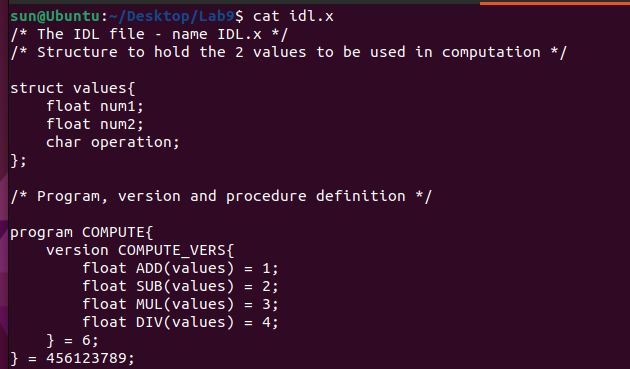 sun@Ubuntu:~/Desktop/Lab9$ cat idl.x
/* The IDL file - name IDL.x */
/* Structure to hold the 2 values to be used in computation */
struct values{
    float num1;
    float num2;
    char operation;
};
/* Program, version and procedure definition */
program COMPUTE{
    version COMPUTE_VERS{
        float ADD(values) = 1;
        float SUB(values) = 2;
        float MUL(values) = 3;
        float DIV(values) = 4;
    } = 6;
} = 456123789;